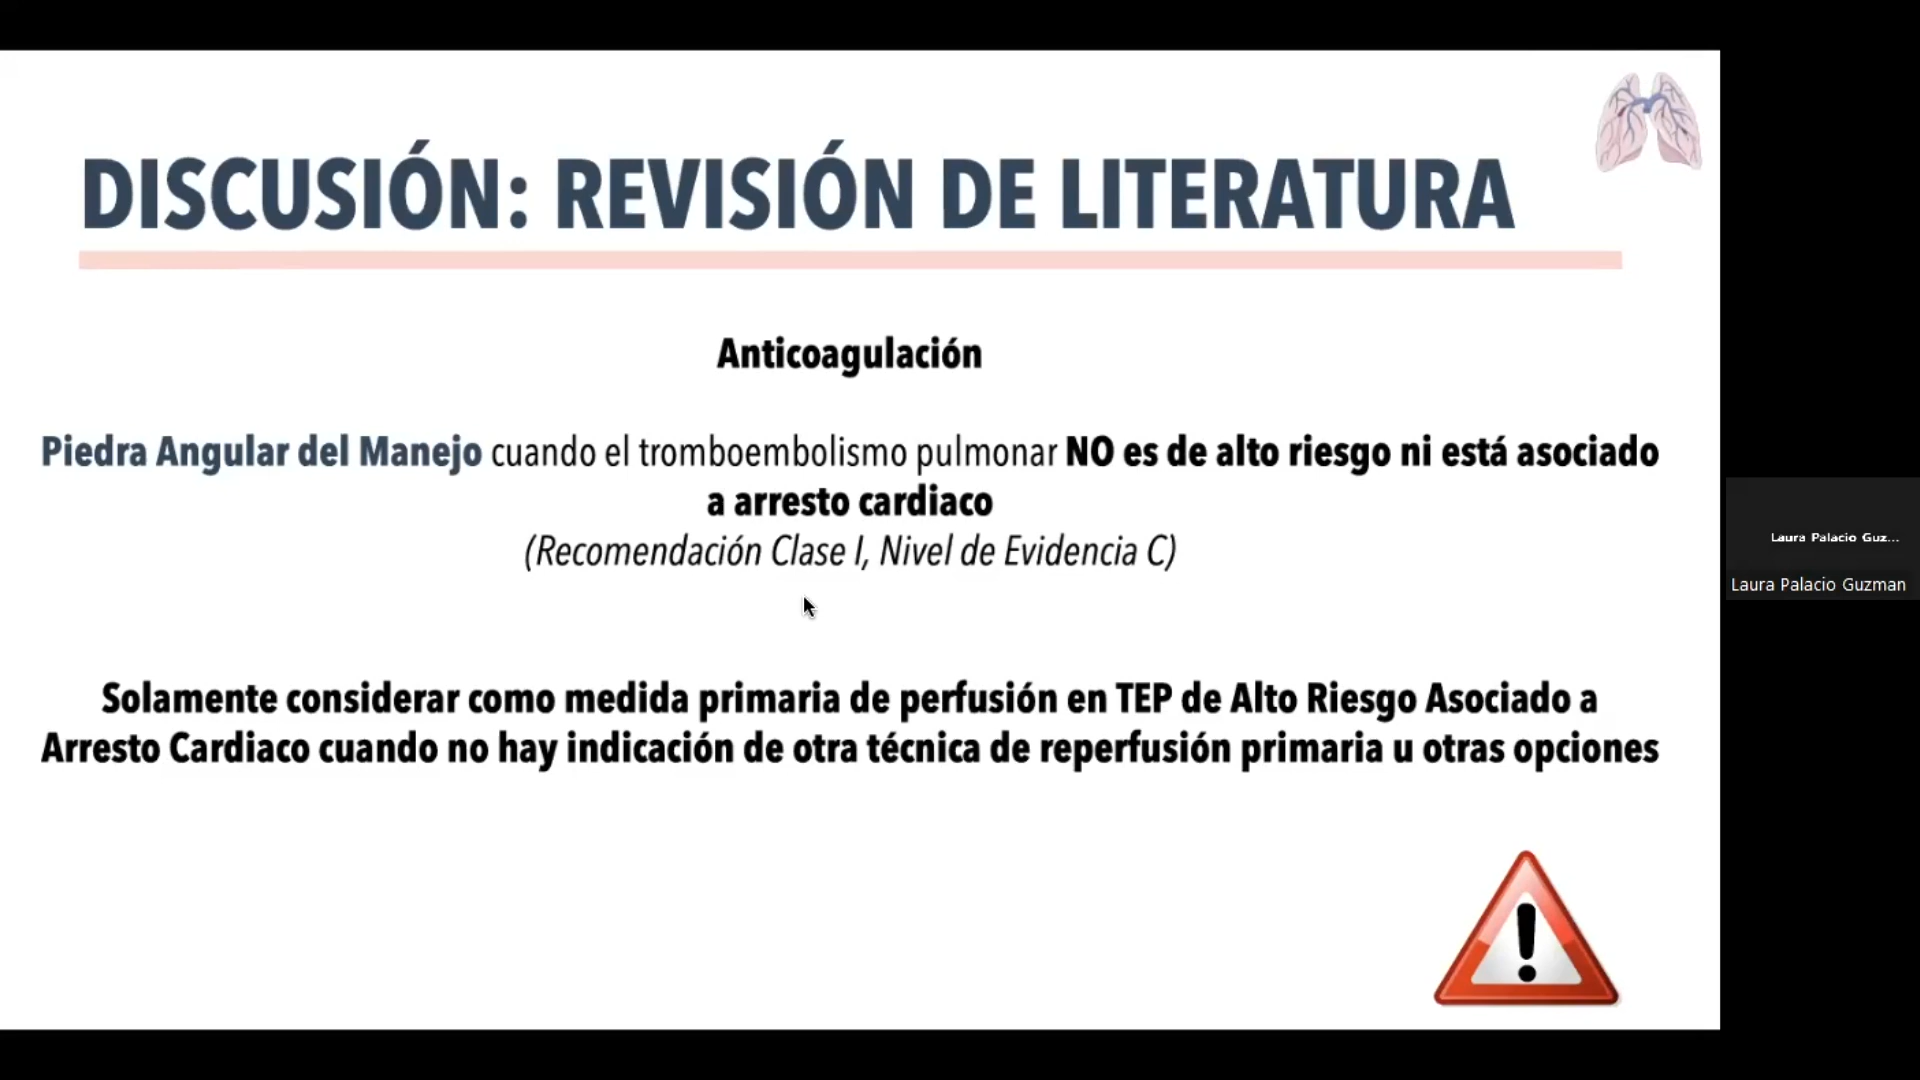 DISCUSIÓN: REVISIÓN DE LITERATURA
Anticoagulación
Piedra Angular del Manejo cuando el tromboembolismo pulmonar NO es de alto riesgo ni está asociado
a arresto cardiaco
(Recomendación Clase I, Nivel de Evidencia C)
Solamente considerar como medida primaria de perfusión en TEP de Alto Riesgo Asociado a
Arresto Cardiaco cuando no hay indicación de otra técnica de reperfusión primaria u otras opciones
Laura Palacio Guz...
Laura Palacio Guzman